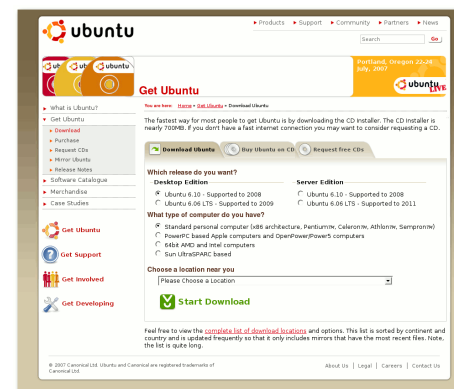 ubuntu
Products Support Community Partners News
Search Go
Portland, Oregon 22-28
July, 2007
ubuntu
LIVE
Get Ubuntu
What is Ubuntu?
Get Ubuntu
Download
Purchase
Request CDs
Mirror Ubuntu
Release Notes
Software Catalogue
Merchandise
Case Studies
Get Ubuntu
Get Support
Get Involved
Get Developing
You are here: Home » Get Ubuntu » Download Ubuntu
The fastest way for most people to get Ubuntu is by downloading the CD Installer. The CD Installer is
nearly 700MB. If you don't have a fast internet connection you may want to consider requesting a CD.
Download Ubuntu Buy Ubuntu on CD Request free CDs
Which release do you want?
Desktop Edition Server Edition
Ubuntu 6.10 - Supported to 2008 Ubuntu 6.10 - Supported to 2008
Ubuntu 6.06 LTS - Supported to 2009 Ubuntu 6.06 LTS - Supported to 2011
What type of computer do you have?
Standard personal computer (x86 architecture, Pentium™, Celeron™, Athlon™, Sempron™)
PowerPC based Apple computers and OpenPower/Power5 computers
64bit AMD and Intel computers
Sun UltraSPARC based
Choose a location near you
Please Choose a Location
Start Download
Feel free to view the complete list of download locations and options. This list is sorted by continent and
country and is updated frequently so that it only includes mirrors that have the most recent files. Note,
the list is quite long.
© 2007 Canonical Ltd. Ubuntu and Canonical are registered trademarks of
Canonical Ltd.
About Us | Legal | Careers | Contact Us